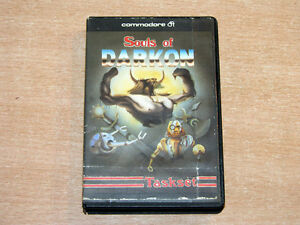 commodore 64
Souls of
DARKON
Taskset